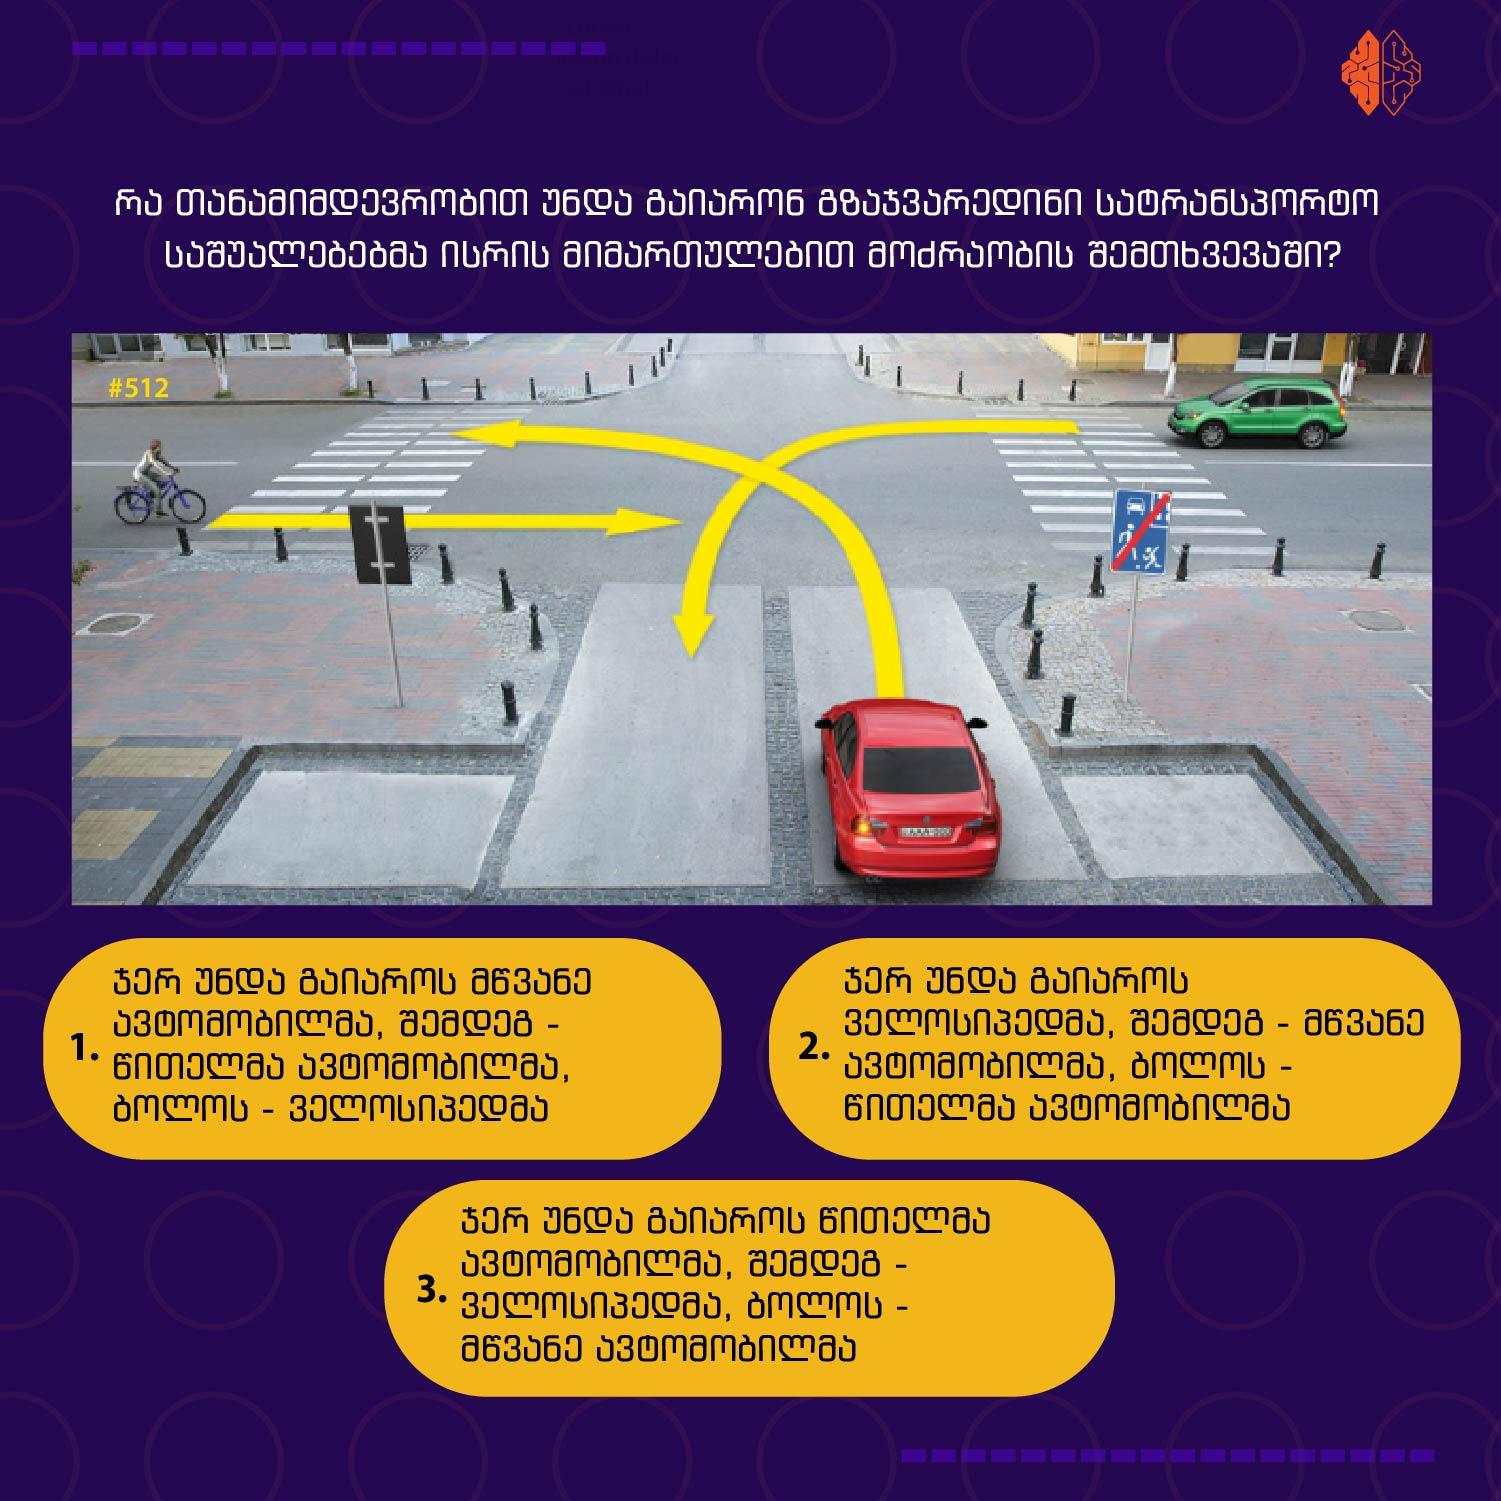 რა თანამიმდევრობით უნდა გაიარონ გზაჯვარედინი სატრანსპორტო
საშუალებებმა ისრის მიმართულებით მოძრაობის შემთხვევაში?
#512
AAA-000
1. ჯერ უნდა გაიაროს მწვანე
ავტომობილმა, შემდეგ -
წითელმა ავტომობილმა,
ბოლოს - ველოსიპედმა
2. ჯერ უნდა გაიაროს
ველოსიპედმა, შემდეგ - მწვანე
ავტომობილმა, ბოლოს -
წითელმა ავტომობილმა
3. ჯერ უნდა გაიაროს წითელმა
ავტომობილმა, შემდეგ -
ველოსიპედმა, ბოლოს -
მწვანე ავტომობილმა